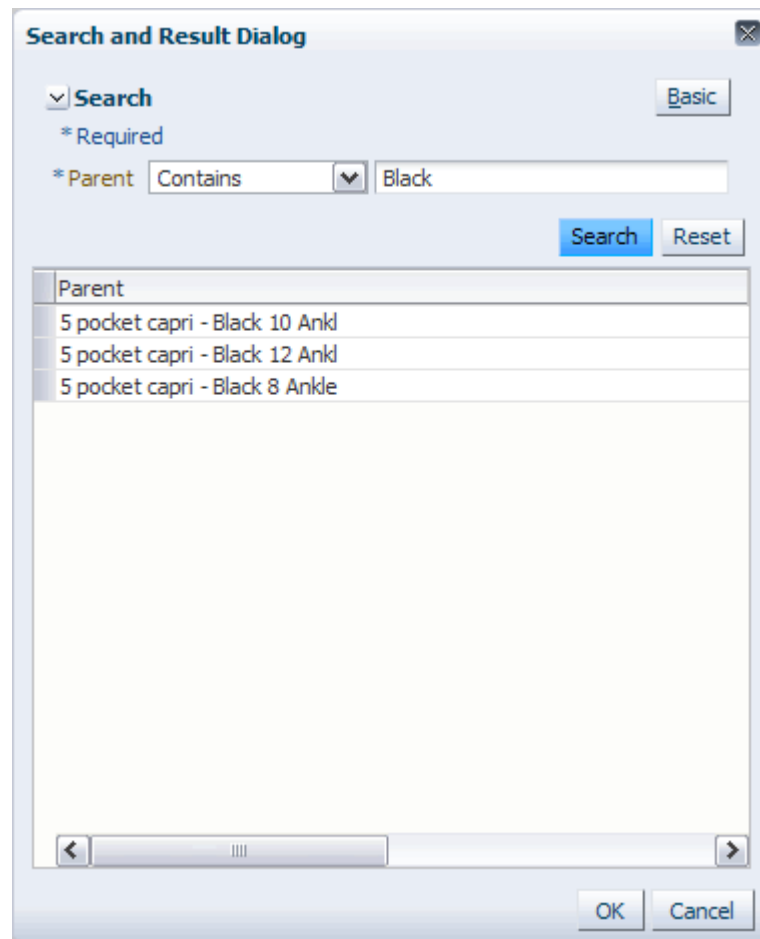 Search and Result Dialog
Search
Basic
* Required
* Parent Contains Black
Search Reset
Parent
5 pocket capri - Black 10 Ankl
5 pocket capri - Black 12 Ankl
5 pocket capri - Black 8 Ankle
OK Cancel